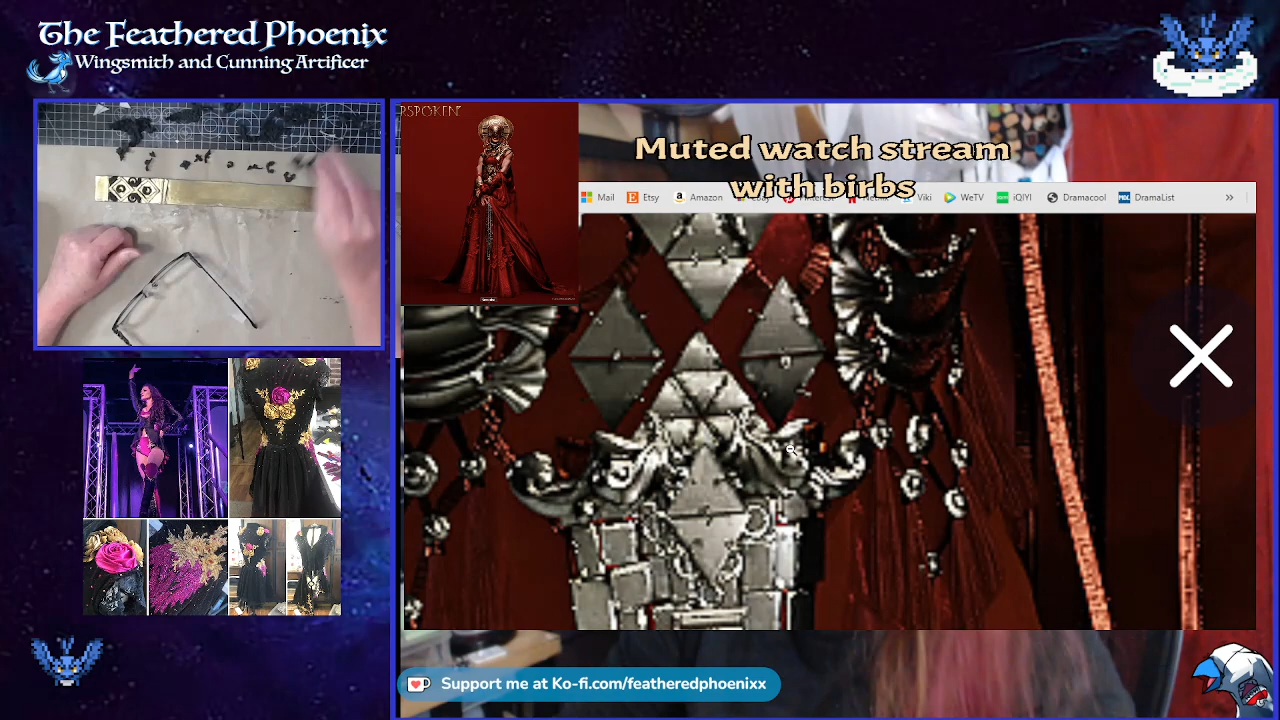 The Feathered Phoenix
Wingsmith and Cunning Artificer
RSPOKEN
Muted watch stream
with birbs
Mail Etsy Amazon Viki WeTV iQIYI Dramacool DramaList »
Support me at Ko-fi.com/featheredphoenixx